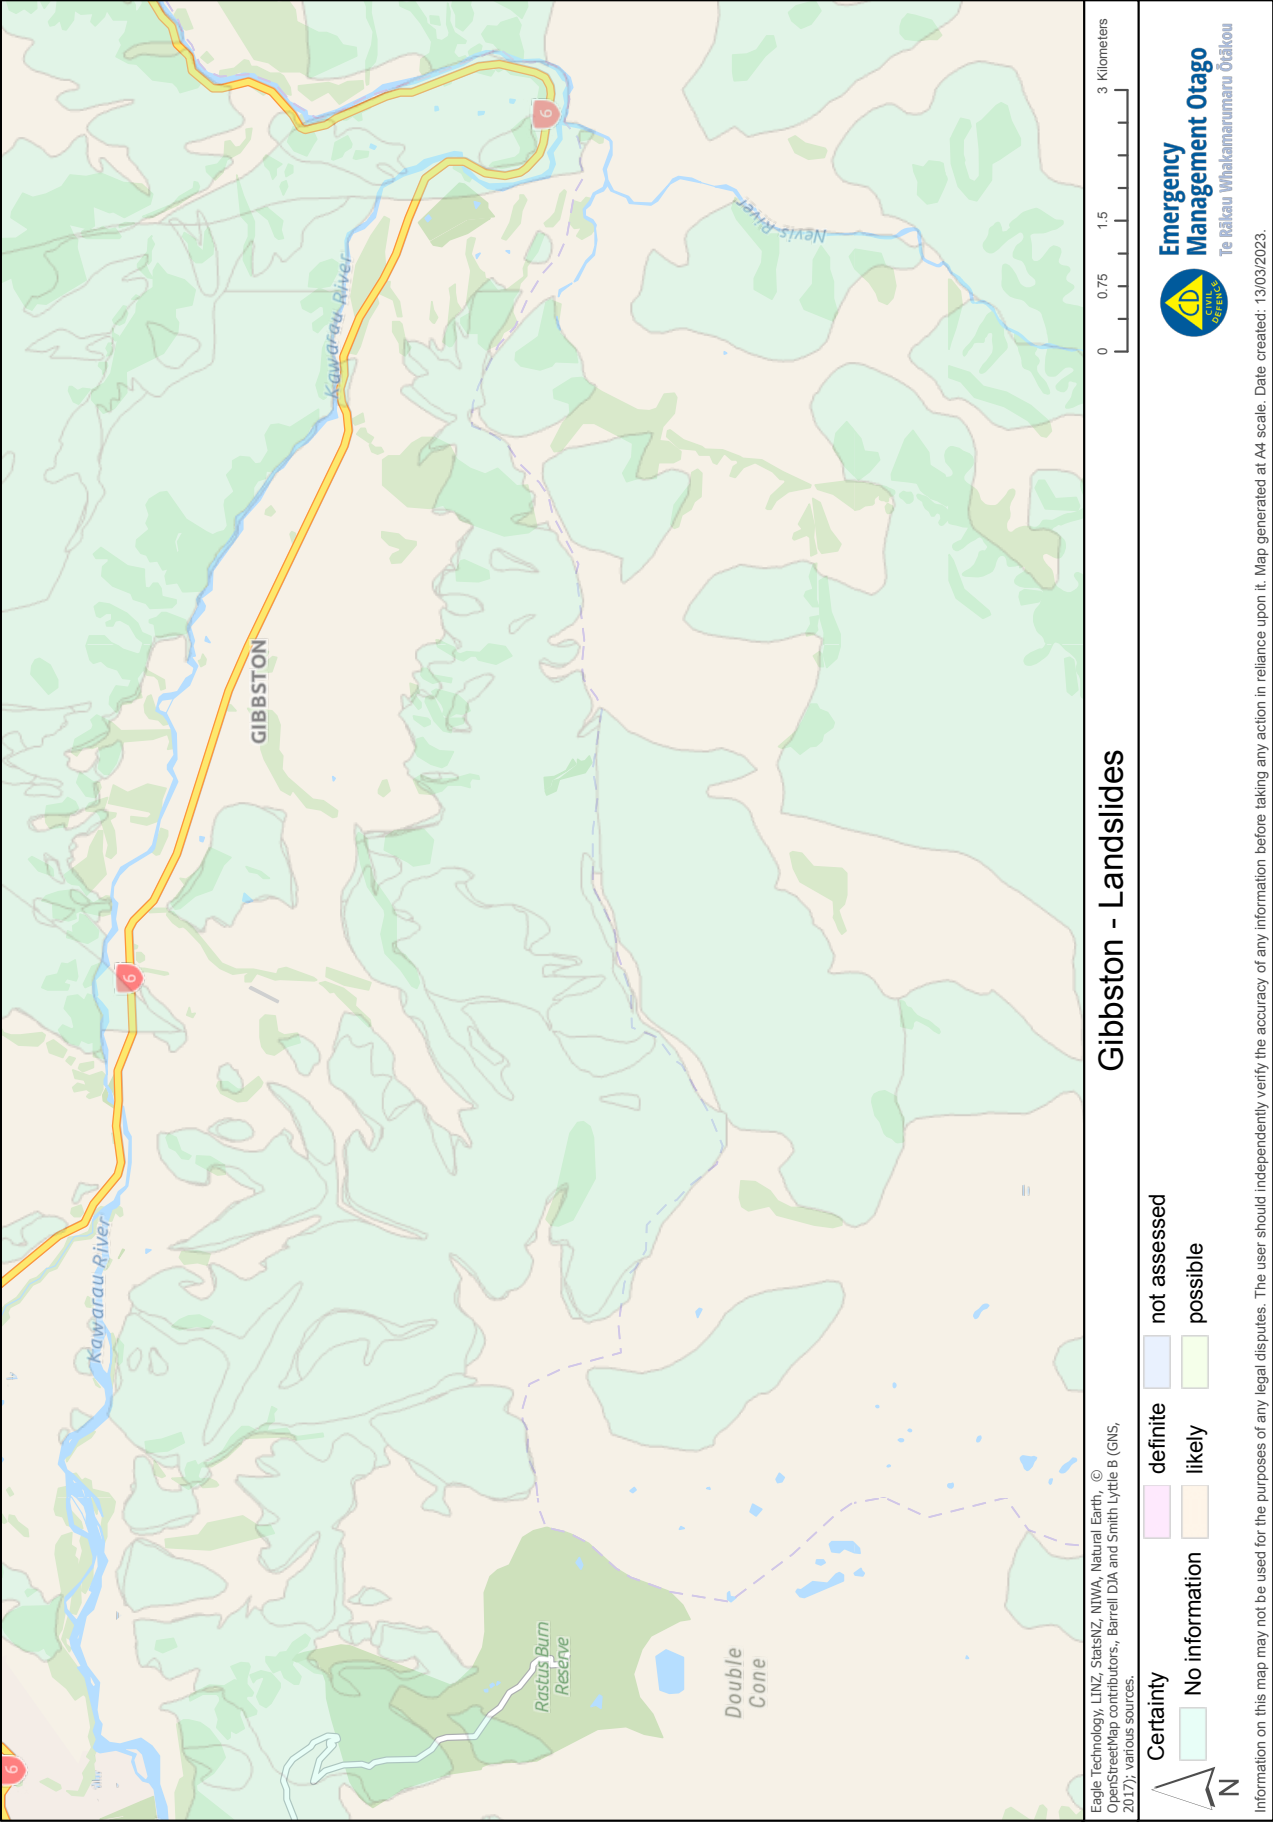 6
Kawarau River
6
GIBBSTON
Kawarau River
6
Nevis River
Rastus Burn
Reserve
Double
Cone
Eagle Technology, LINZ, StatsNZ, NIWA, Natural Earth, ©
OpenStreetMap contributors., Barrell DJA and Smith Lyttle B (GNS,
2017); various sources.
Gibbston - Landslides
0 0.75 1.5 3 Kilometers
N
Certainty
No information
definite
likely
not assessed
possible
CD
CIVIL
DEFENCE
Emergency
Management Otago
Te Rākau Whakamarumaru Ōtākou
Information on this map may not be used for the purposes of any legal disputes. The user should independently verify the accuracy of any information before taking any action in reliance upon it. Map generated at A4 scale. Date created: 13/03/2023.